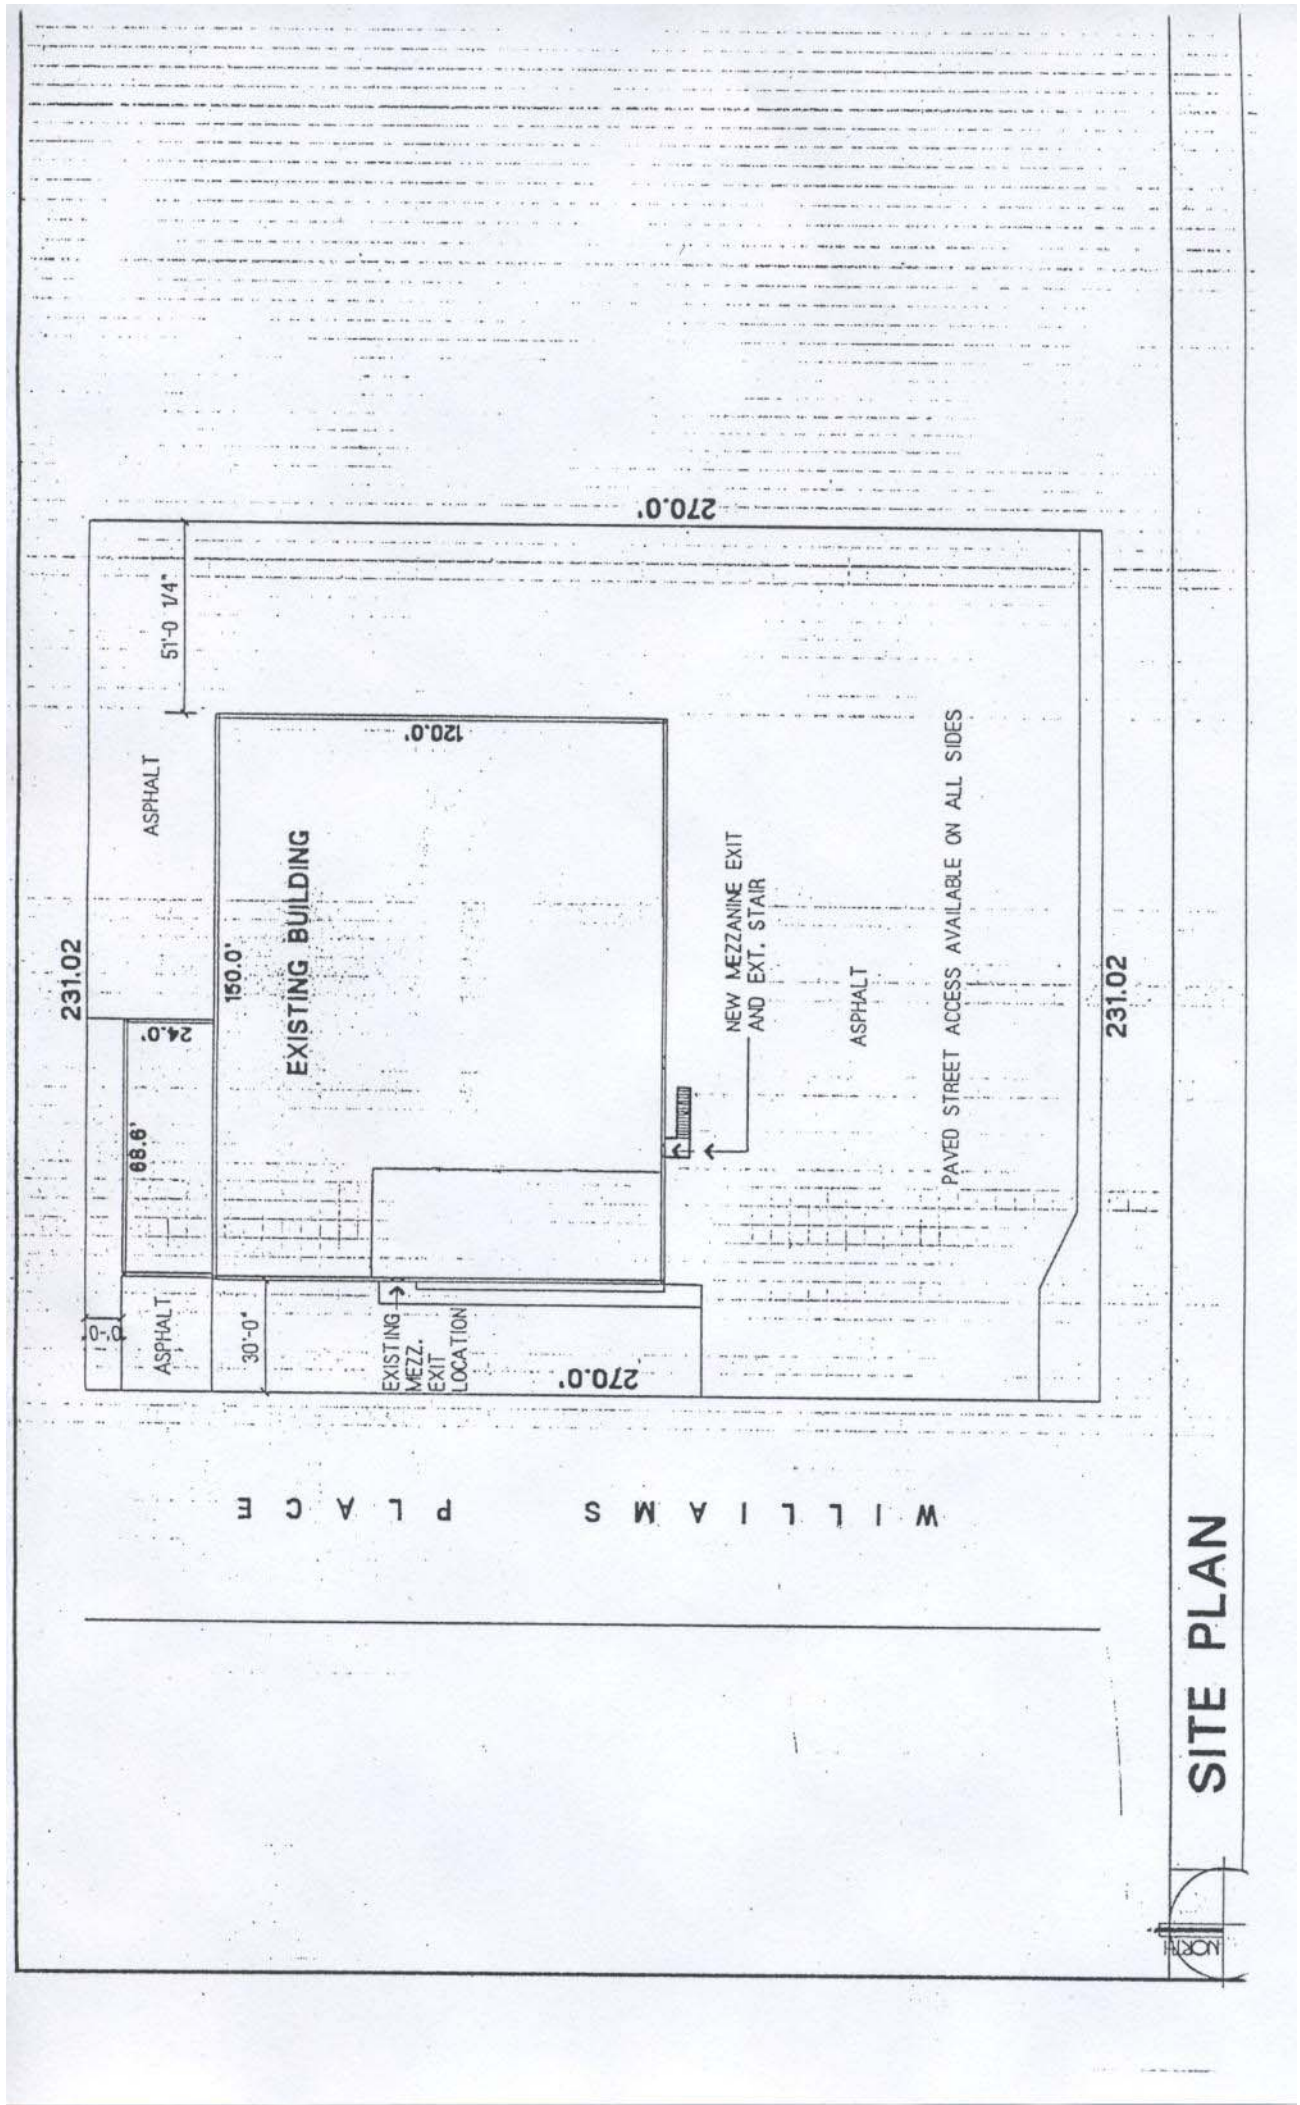 231.02
51'-0 1/4"
ASPHALT
270.0'
150.0'
120.0'
EXISTING BUILDING
68.6'
24.0'
ASPHALT
30'-0"
EXISTING
MEZZ.
EXIT
LOCATION
270.0'
NEW MEZZANINE EXIT
AND EXT. STAIR
ASPHALT
PAVED STREET ACCESS AVAILABLE ON ALL SIDES
231.02
WILLIAMS PLACE
NORTH
SITE PLAN